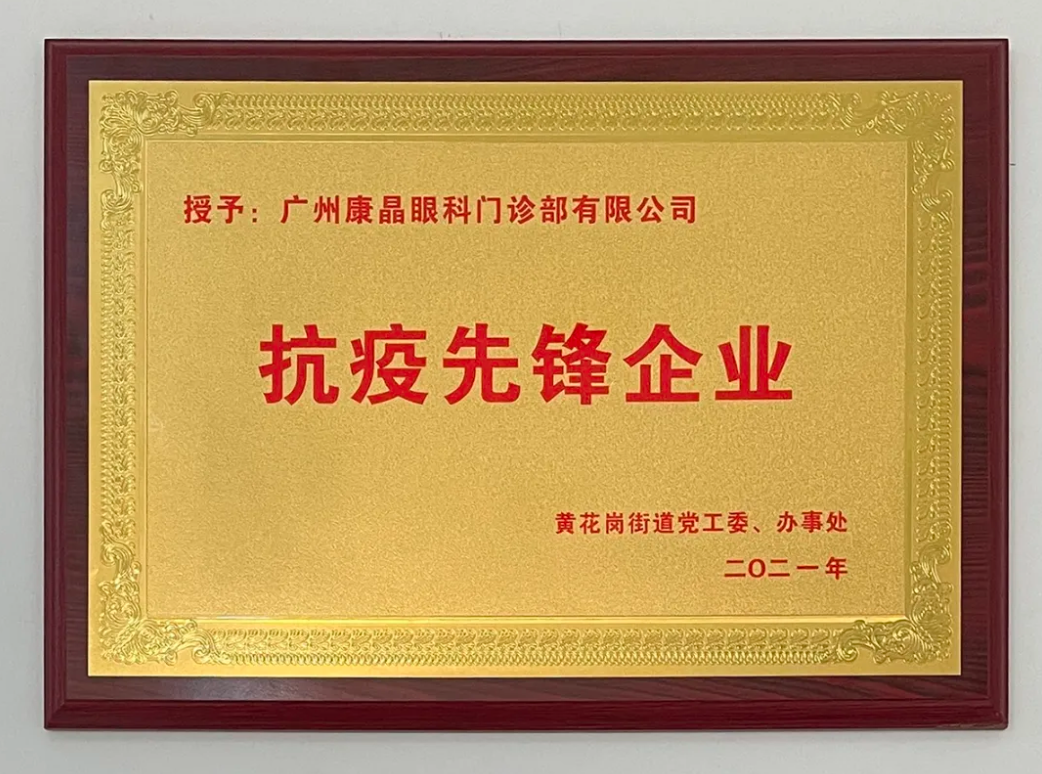 授予：广州康晶眼科门诊部有限公司
抗疫先锋企业
黄花岗街道党工委、办事处
二〇二一年